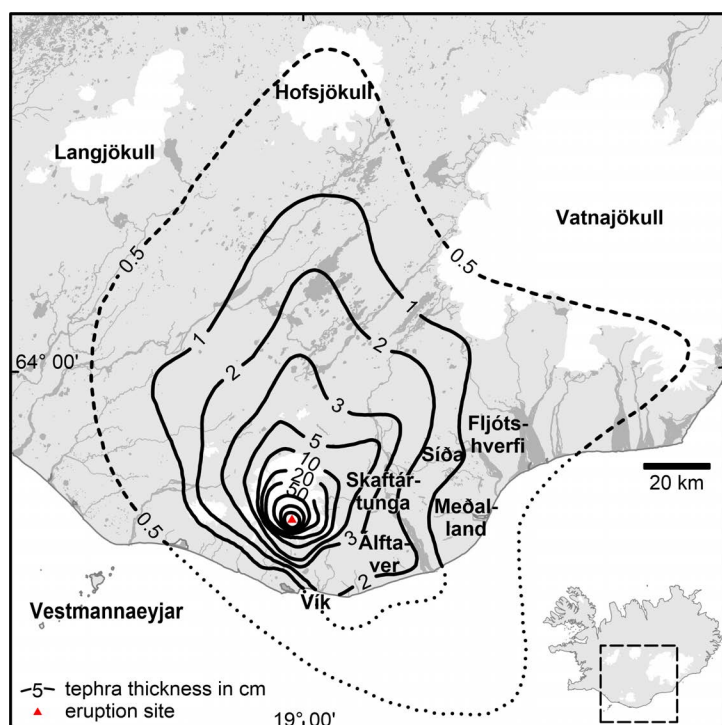 Hofsjökull
Langjökull
Vatnajökull
0.5
0.5
1
1
2
2
64° 00'
3
5
10
20
50
Fljóts-
hverfi
Síða
Skaftár-
tunga
Meðal-
land
20 km
0.5
3
Álfta-
ver
2
Vík
Vestmannaeyjar
5 tephra thickness in cm
eruption site
19° 00'